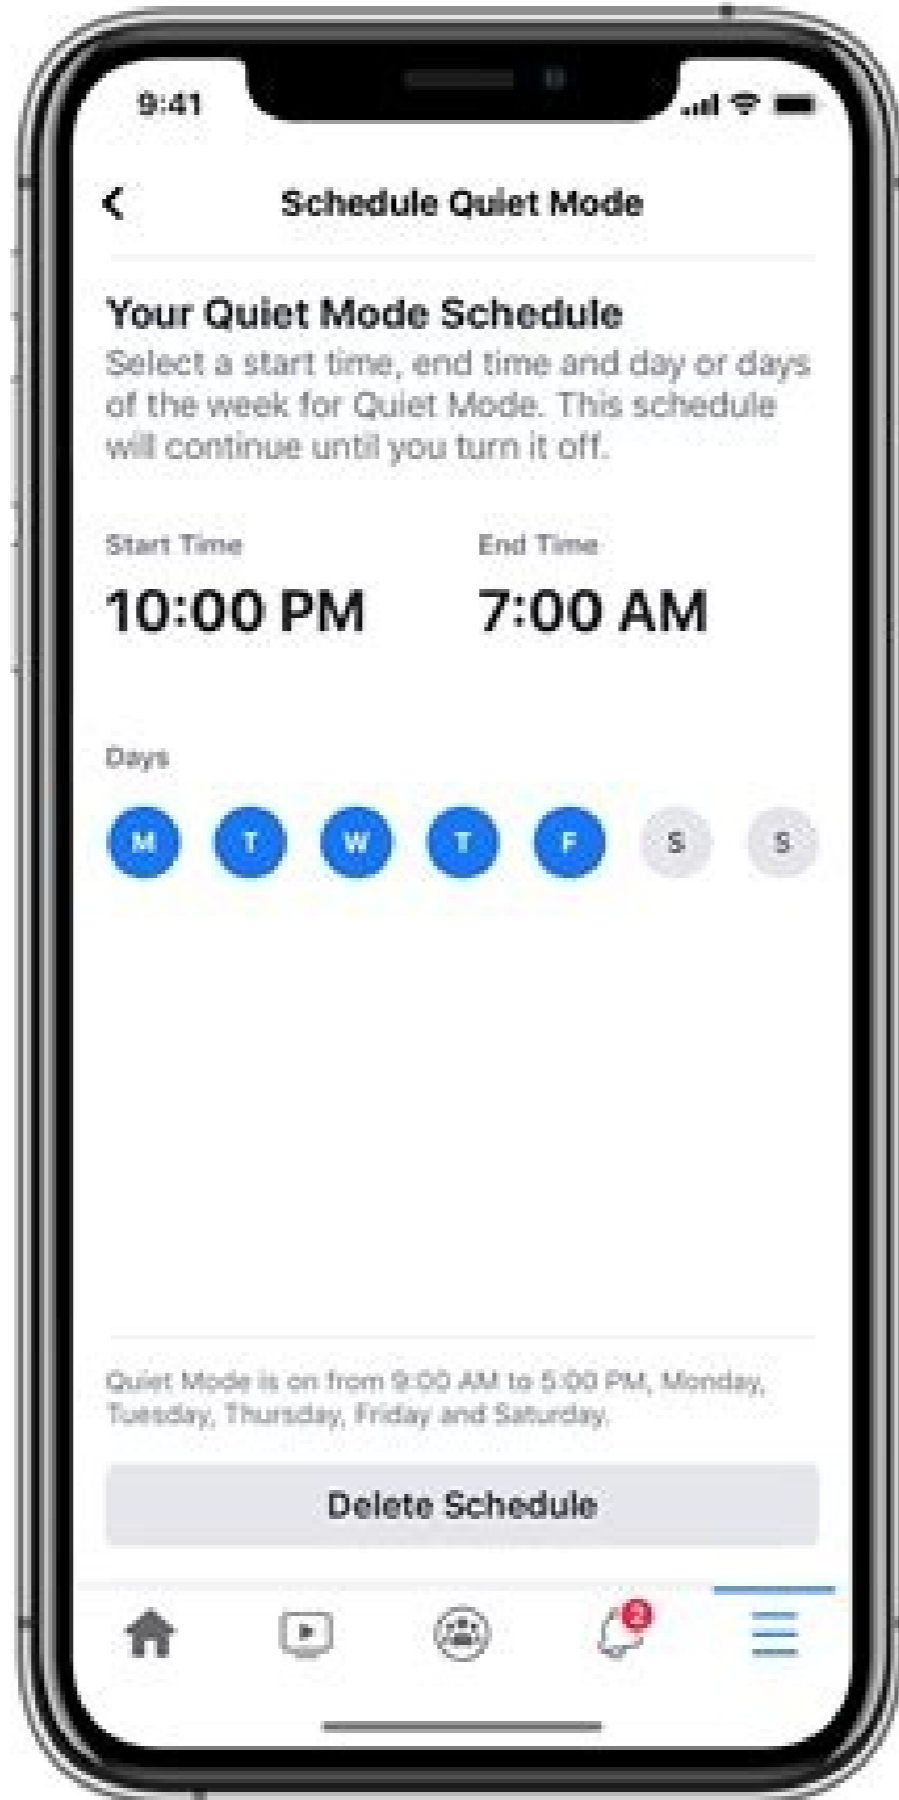 9:41
Schedule Quiet Mode
Your Quiet Mode Schedule
Select a start time, end time and day or days
of the week for Quiet Mode. This schedule
will continue until you turn it off.
Start Time End Time
10:00 PM 7:00 AM
Days
M T W T F S S
Quiet Mode is on from 9:00 AM to 5:00 PM, Monday,
Tuesday, Thursday, Friday and Saturday.
Delete Schedule
2